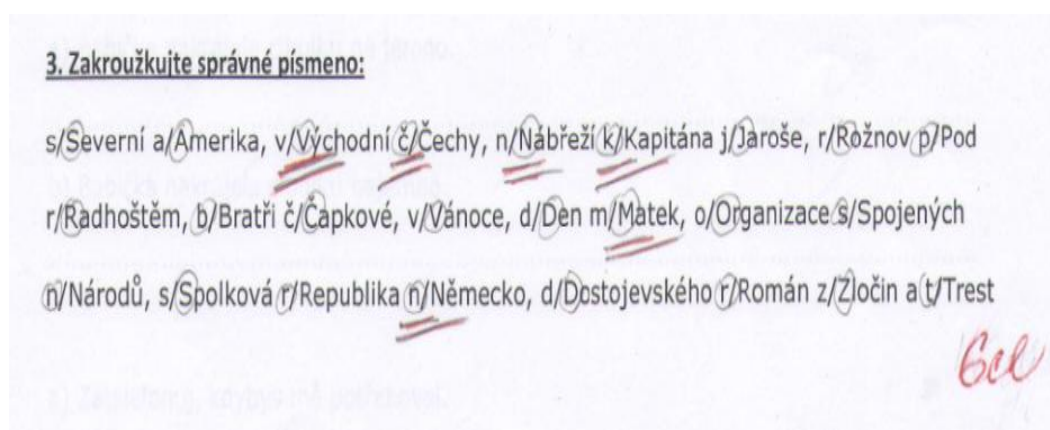 3. Zakroužkujte správné písmeno:
s/Severní a/Amerika, v/Východní č/Čechy, n/Nábřeží k/Kapitána j/Jaroše, r/Rožnov p/Pod
r/Radhoštěm, b/Bratři č/Čapkové, v/Vánoce, d/Den m/Matek, o/Organizace s/Spojených
n/Národů, s/Spolková r/Republika n/Německo, d/Dostojevského r/Román z/Zločin a t/Trest